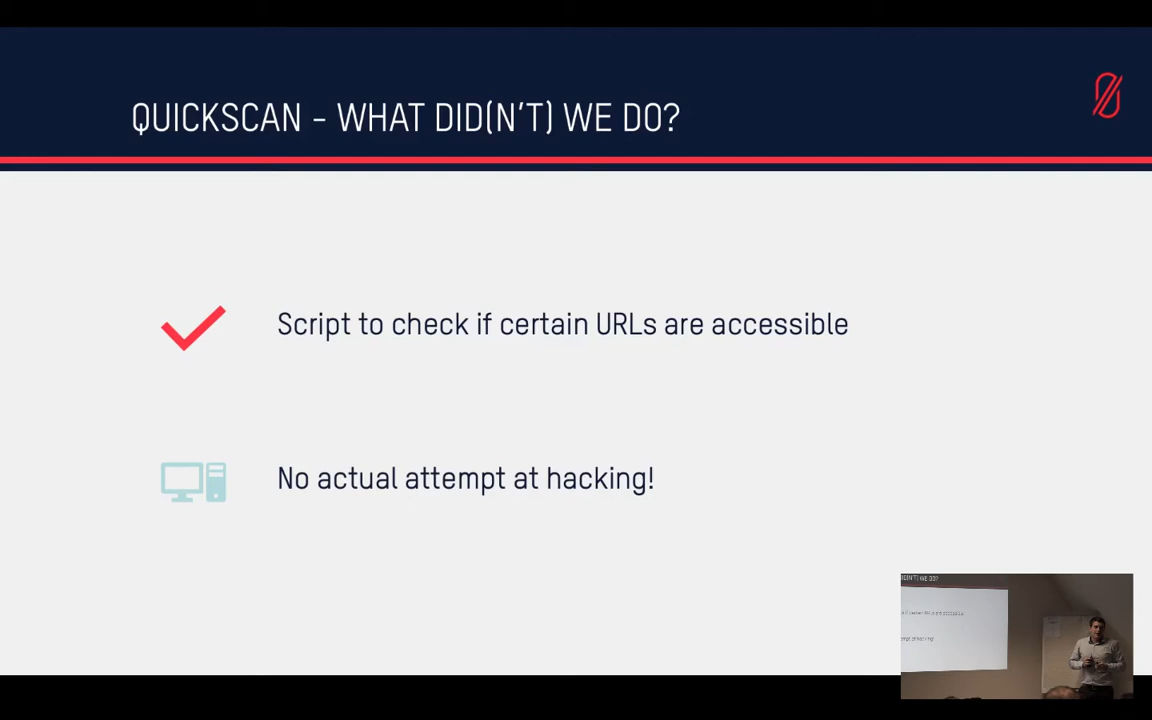 QUICKSCAN - WHAT DID(N'T) WE DO?
Script to check if certain URLs are accessible
No actual attempt at hacking!